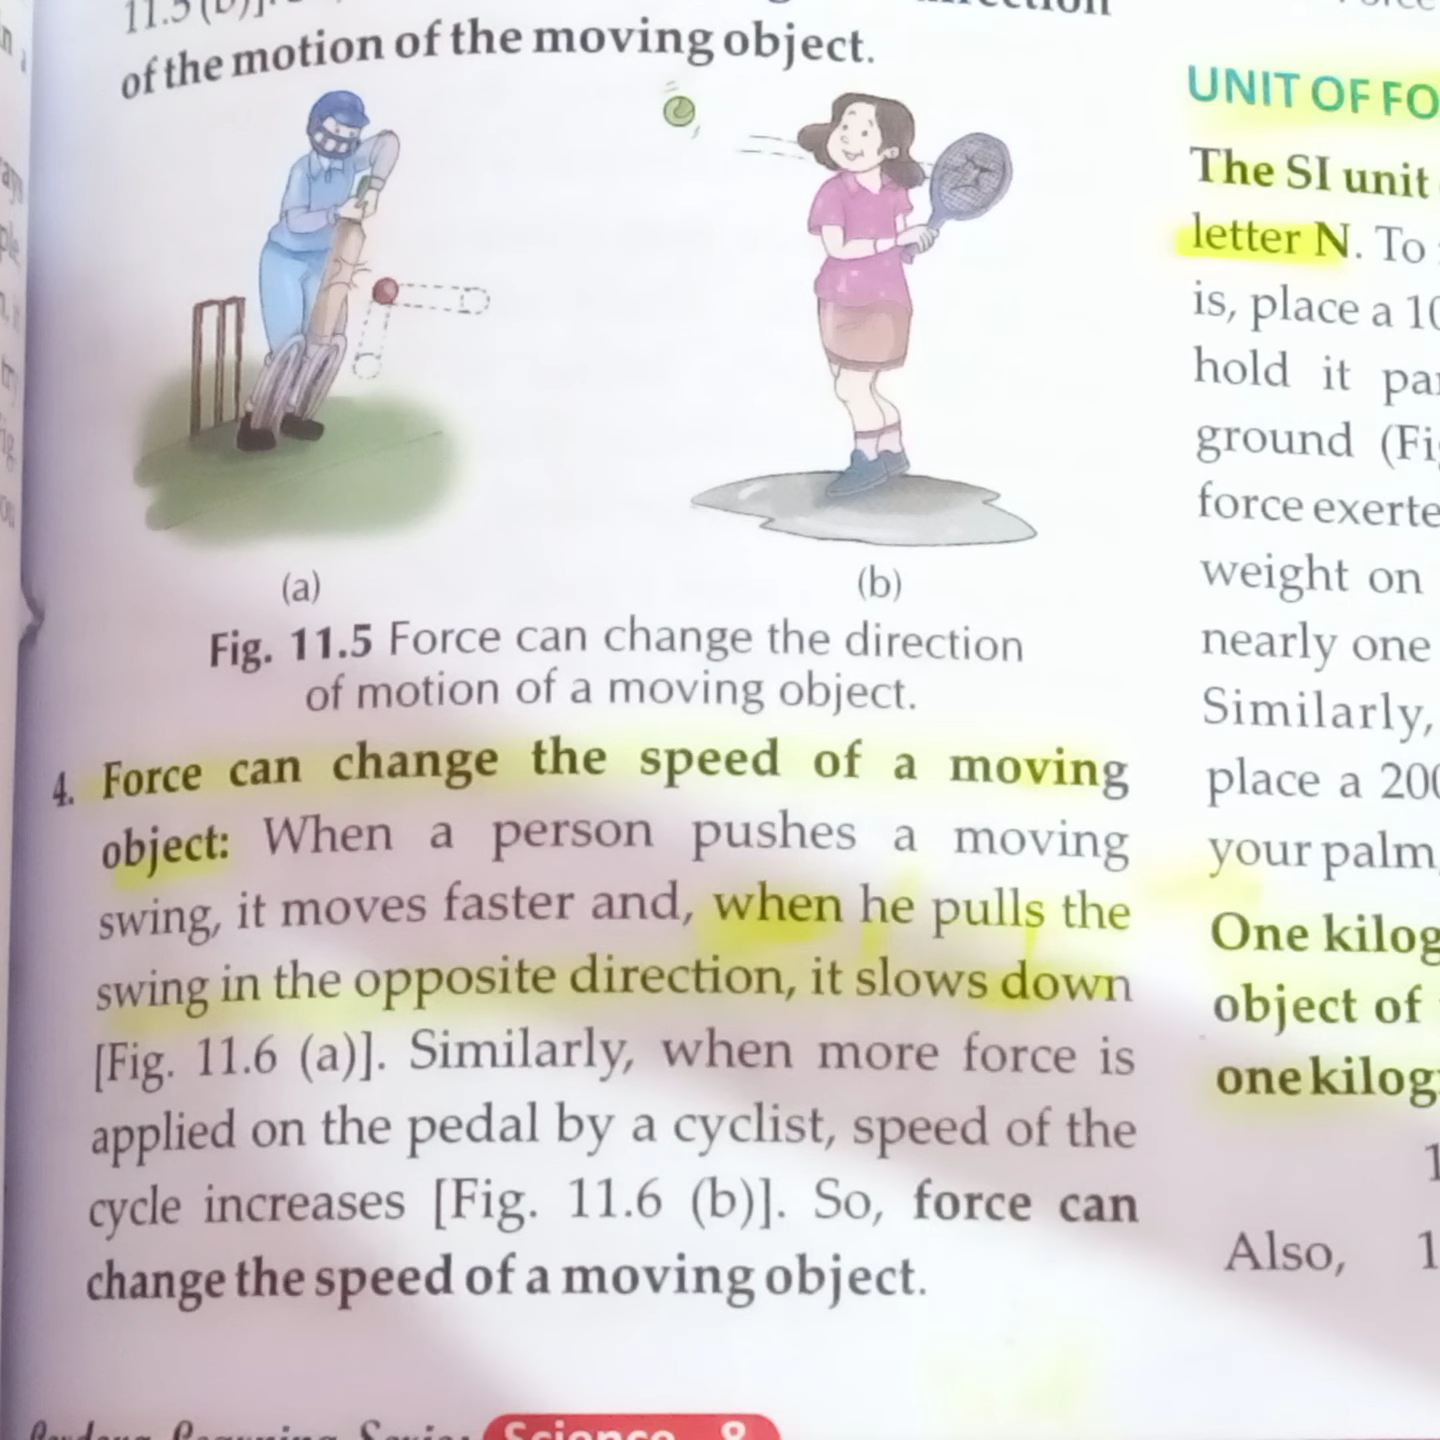 of the motion of the moving object.
(a)
(b)
Fig. 11.5 Force can change the direction
of motion of a moving object.
4. Force can change the speed of a moving
object: When a person pushes a moving
swing, it moves faster and, when he pulls the
swing in the opposite direction, it slows down
[Fig. 11.6 (a)]. Similarly, when more force is
applied on the pedal by a cyclist, speed of the
cycle increases [Fig. 11.6 (b)]. So, force can
change the speed of a moving object.
Science 8
UNIT OF FO
The SI unit
letter N. To
is, place a 10
hold it par
ground (Fig
force exerte
weight on
nearly one
Similarly,
place a 200
your palm,
One kilog
object of
one kilog
1
Also, 1